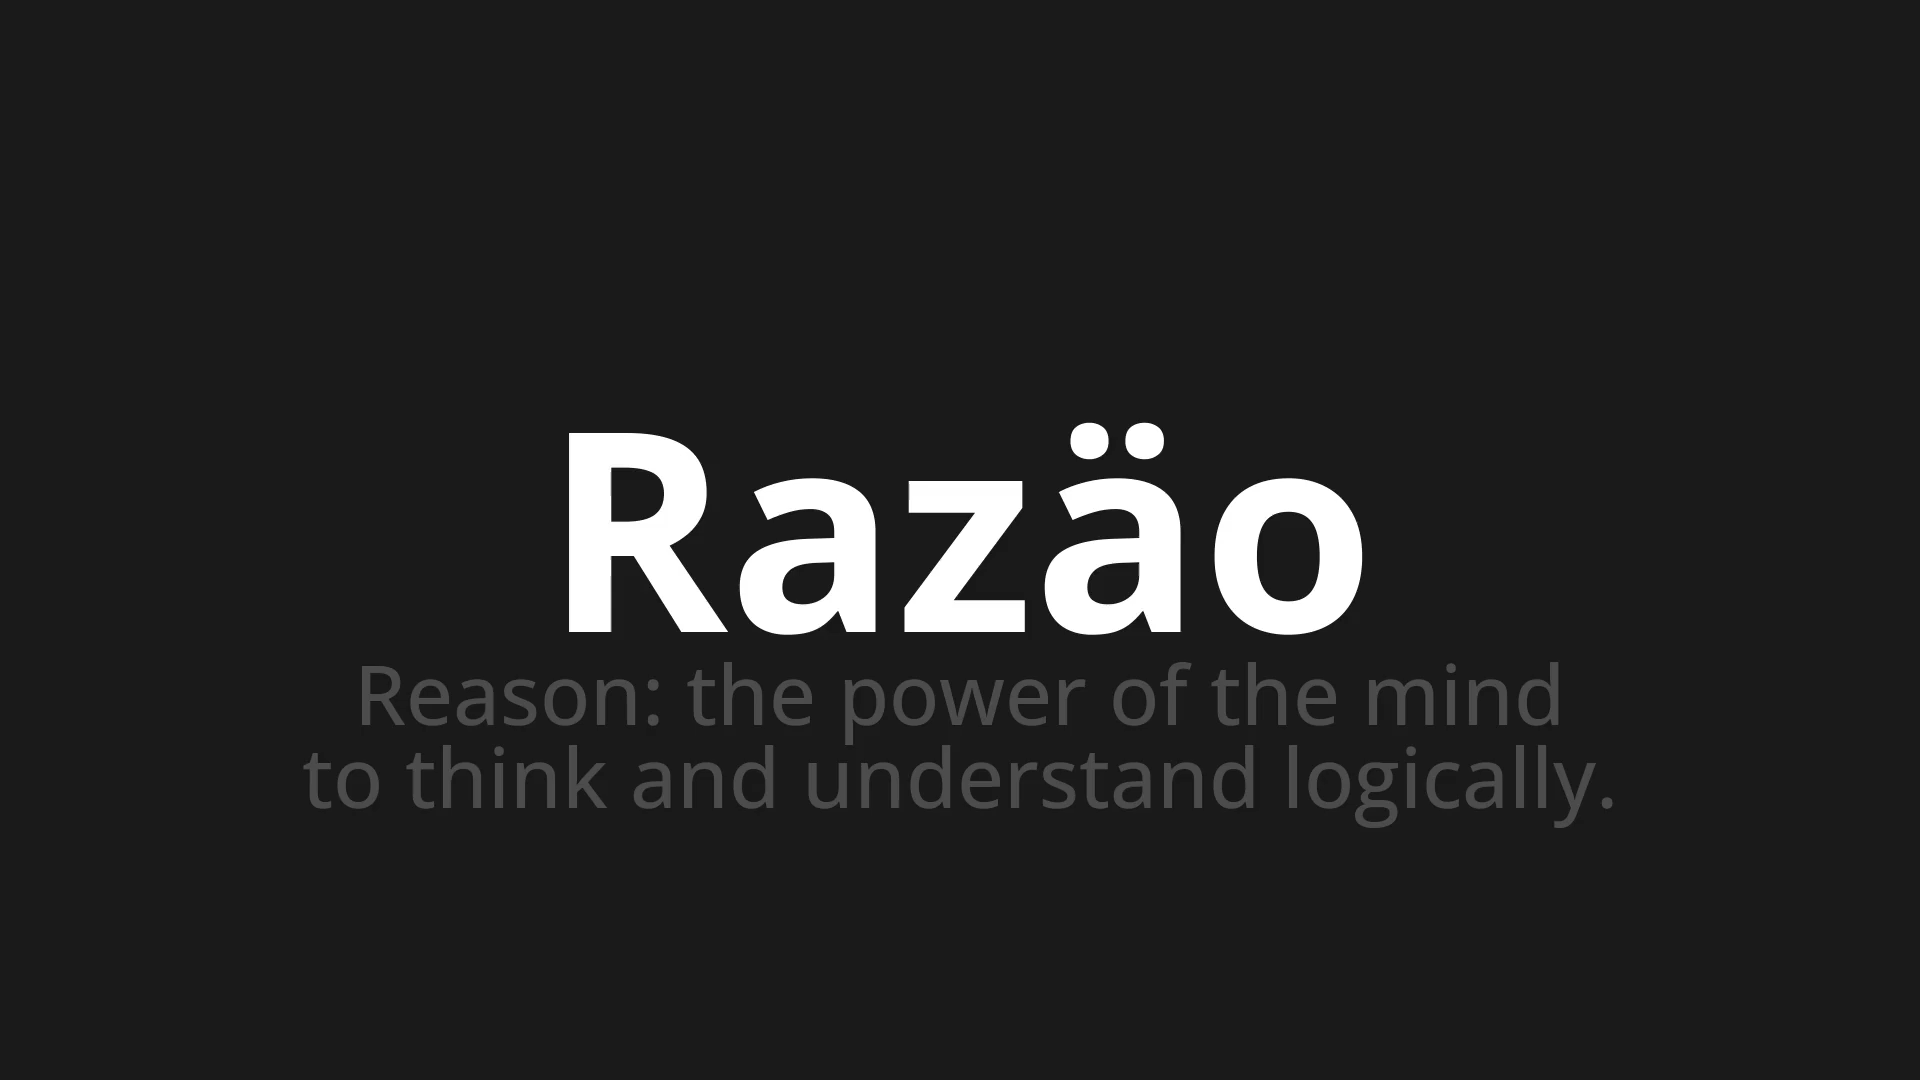 Razäo
Reason: the power of the mind
to think and understand logically.